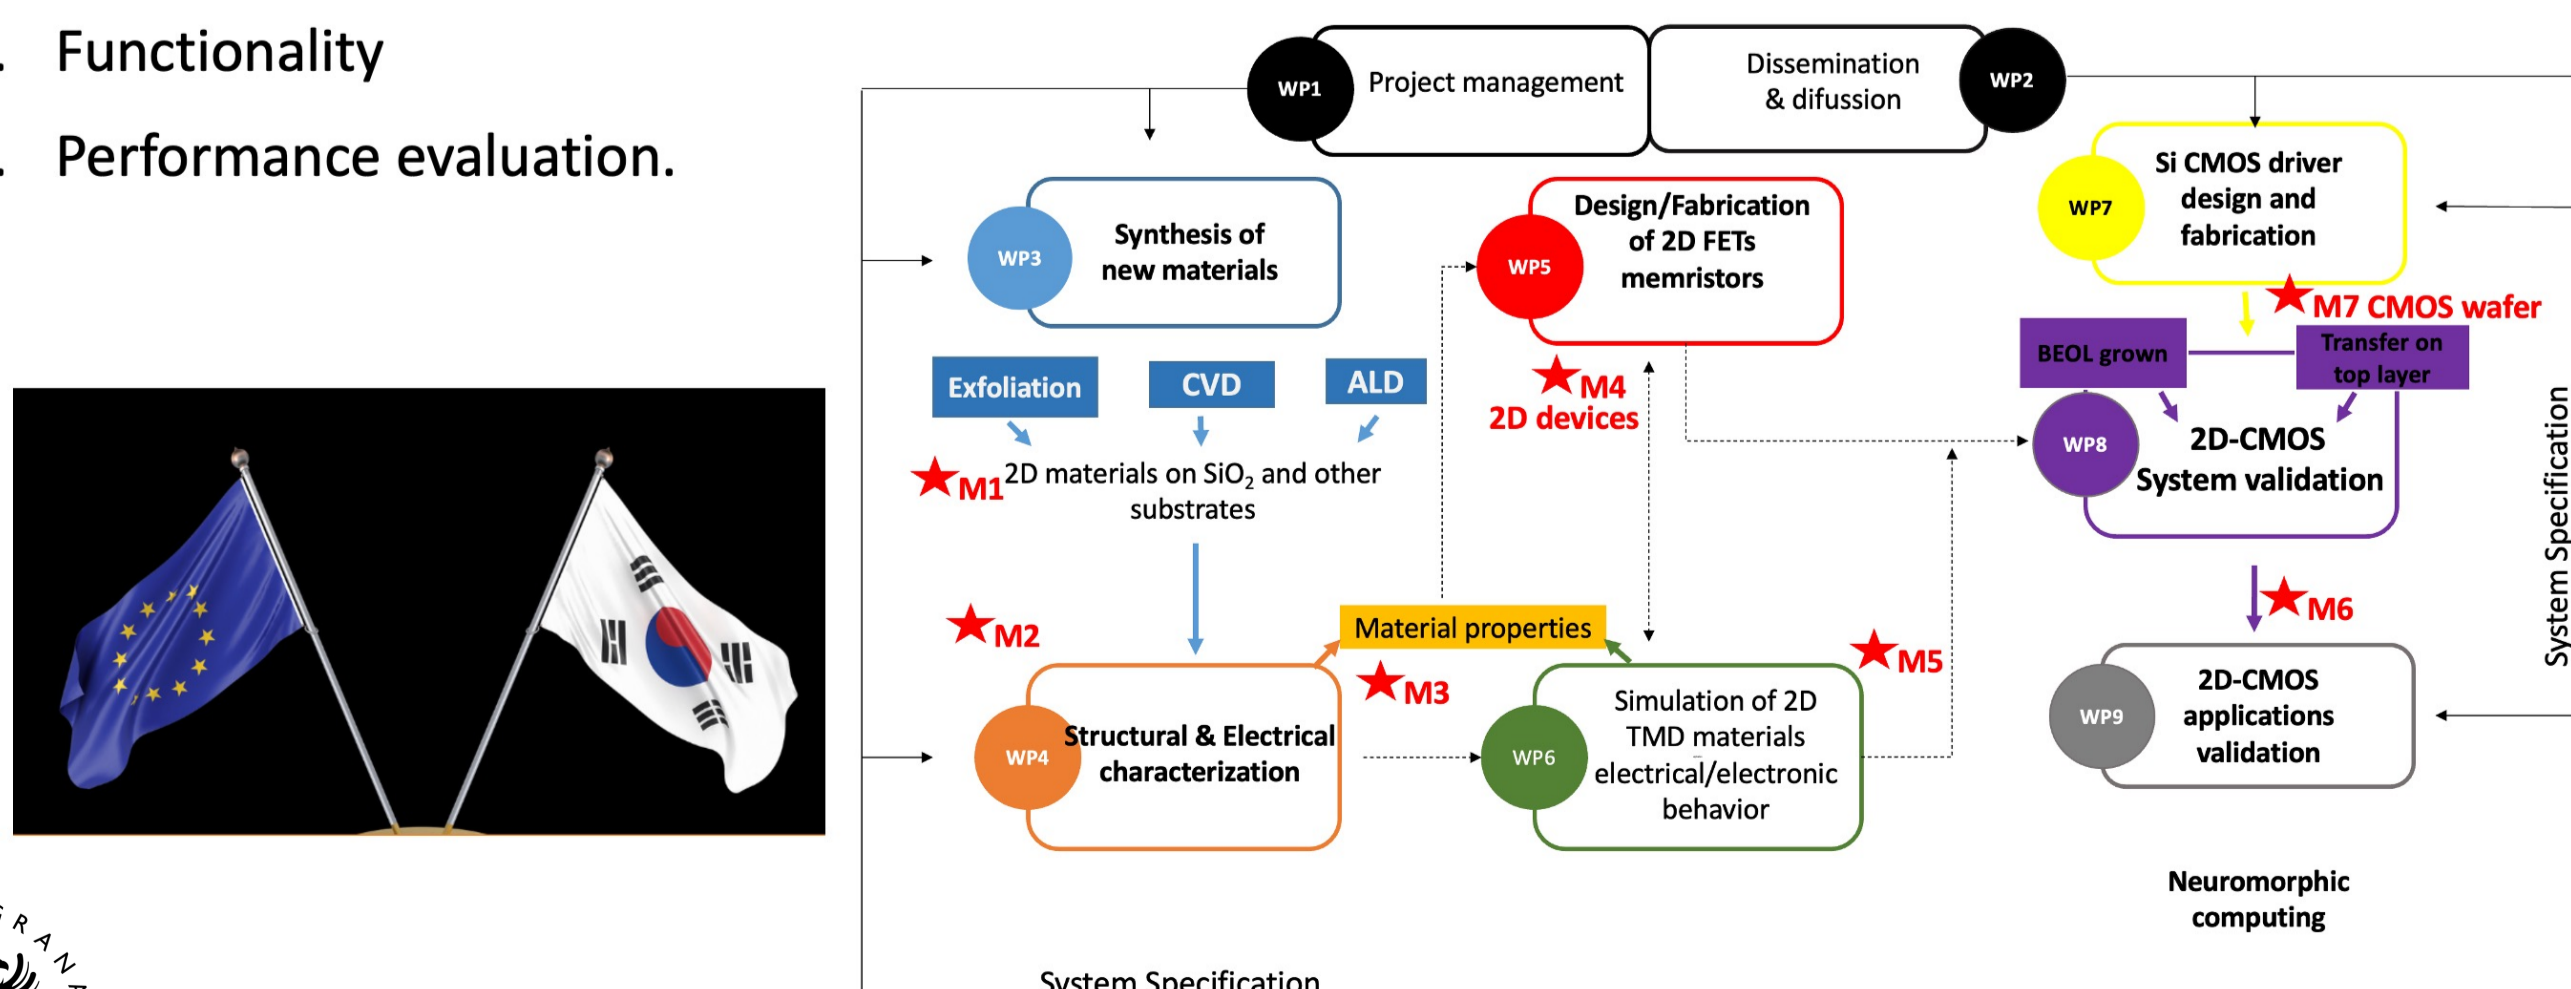 . Functionality
. Performance evaluation.
WP1
Project management
Dissemination
& difussion
WP2
WP3
Synthesis of
new materials
WP5
Design/Fabrication
of 2D FETs
memristors
WP7
Si CMOS driver
design and
fabrication
M7 CMOS wafer
Exfoliation
CVD
ALD
M4
2D devices
BEOL grown
Transfer on
top layer
M1
2D materials on SiO₂ and other
substrates
WP8
2D-CMOS
System validation
System Specification
M2
Material properties
M3
M5
M6
WP4
Structural & Electrical
characterization
WP6
Simulation of 2D
TMD materials
electrical/electronic
behavior
WP9
2D-CMOS
applications
validation
Neuromorphic
computing
GRANA
System Specification